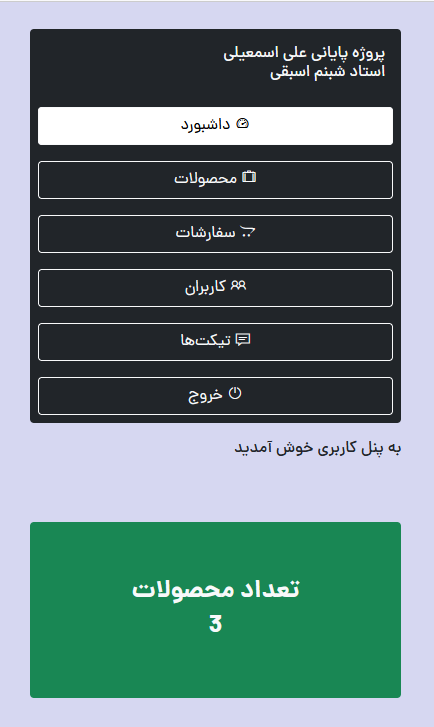 پروژه پایانی علی اسمعیلی
استاد شبنم اسبقی
داشبورد
محصولات
سفارشات
کاربران
تیکت‌ها
خروج
به پنل کاربری خوش آمدید
تعداد محصولات
3